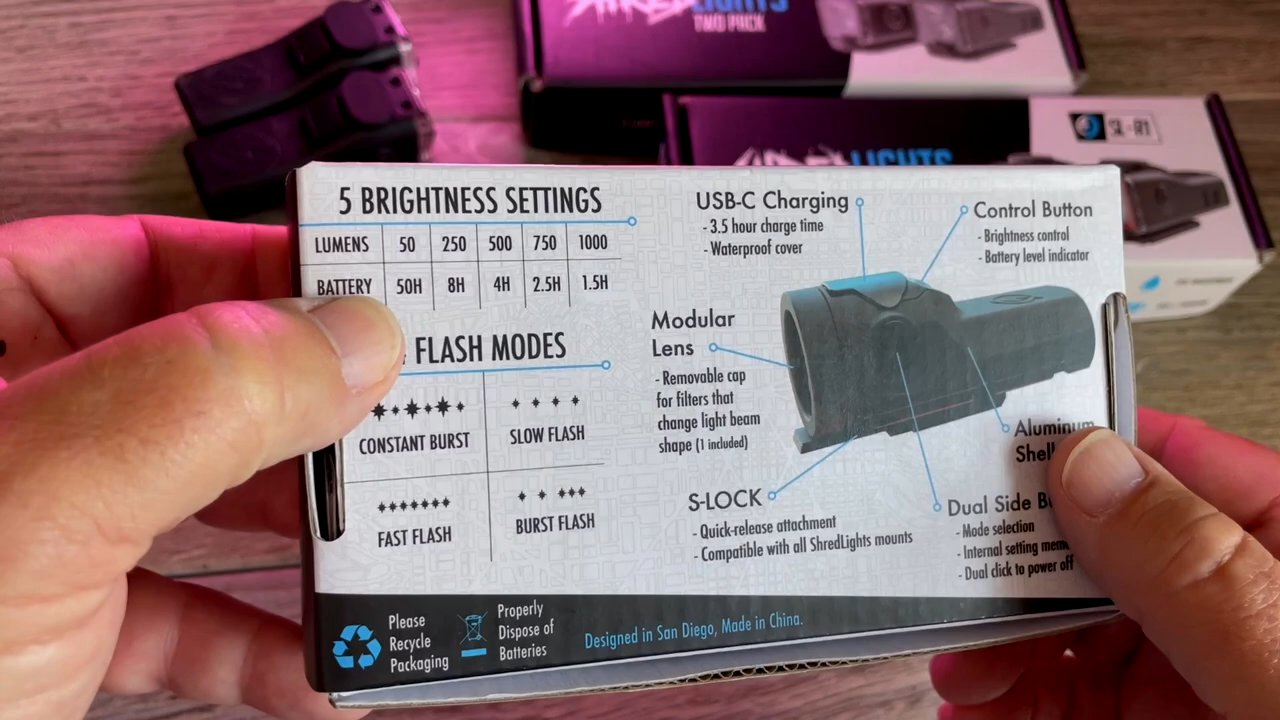 SHREDLIGHTS
TWO PACK
SL-R1
SHREDLIGHTS
5 BRIGHTNESS SETTINGS
LUMENS 50 250 500 750 1000
BATTERY 50H 8H 4H 2.5H 1.5H
FLASH MODES
CONSTANT BURST
SLOW FLASH
FAST FLASH
BURST FLASH
USB-C Charging
- 3.5 hour charge time
- Waterproof cover
Control Button
- Brightness control
- Battery level indicator
Modular
Lens
- Removable cap
for filters that
change light beam
shape (1 included)
Aluminum
Shell
S-LOCK
- Quick-release attachment
- Compatible with all ShredLights mounts
Dual Side
- Mode selection
- Internal setting
- Dual click to power off
Please
Recycle
Packaging
Properly
Dispose of
Batteries
Designed in San Diego, Made in China.